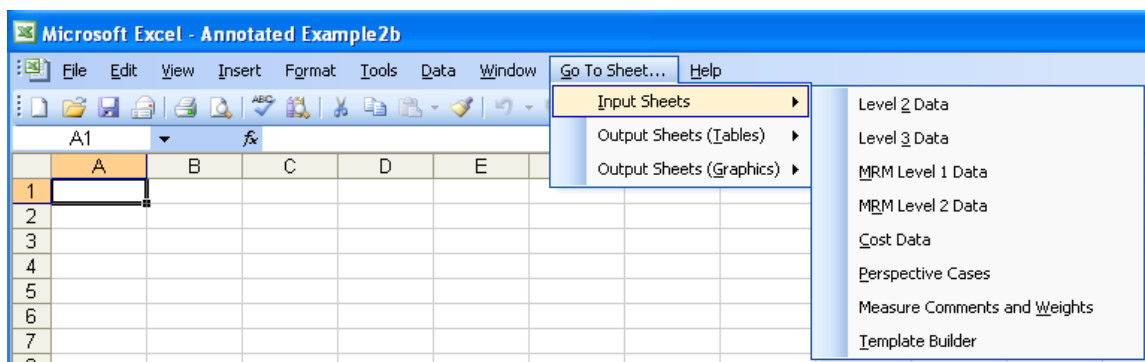 Microsoft Excel - Annotated Example2b
File Edit View Insert Format Tools Data Window Go To Sheet... Help
ABC
A1 fx
A B C D E
Input Sheets
Output Sheets (Tables)
Output Sheets (Graphics)
Level 2 Data
Level 3 Data
MRM Level 1 Data
MRM Level 2 Data
Cost Data
Perspective Cases
Measure Comments and Weights
Template Builder
1
2
3
4
5
6
7